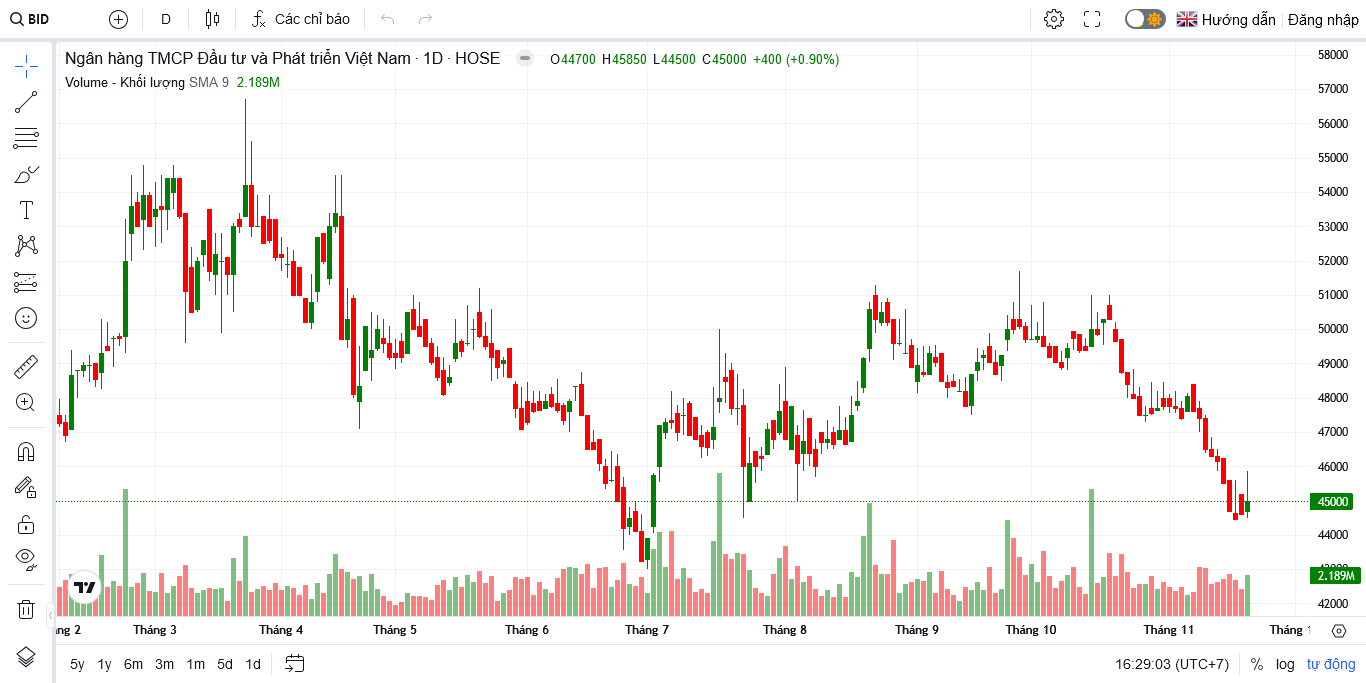 BID D Các chỉ báo Hướng dẫn Đăng nhập
Ngân hàng TMCP Đầu tư và Phát triển Việt Nam · 1D · HOSE O44700 H45850 L44500 C45000 +400 (+0.90%)
Volume - Khối lượng SMA 9 2.189M
58000
57000
56000
55000
54000
53000
52000
51000
50000
49000
48000
47000
46000
45000
44000
2.189M
42000
ng 2 Tháng 3 Tháng 4 Tháng 5 Tháng 6 Tháng 7 Tháng 8 Tháng 9 Tháng 10 Tháng 11 Tháng 1
5y 1y 6m 3m 1m 5d 1d 16:29:03 (UTC+7) % log tự động